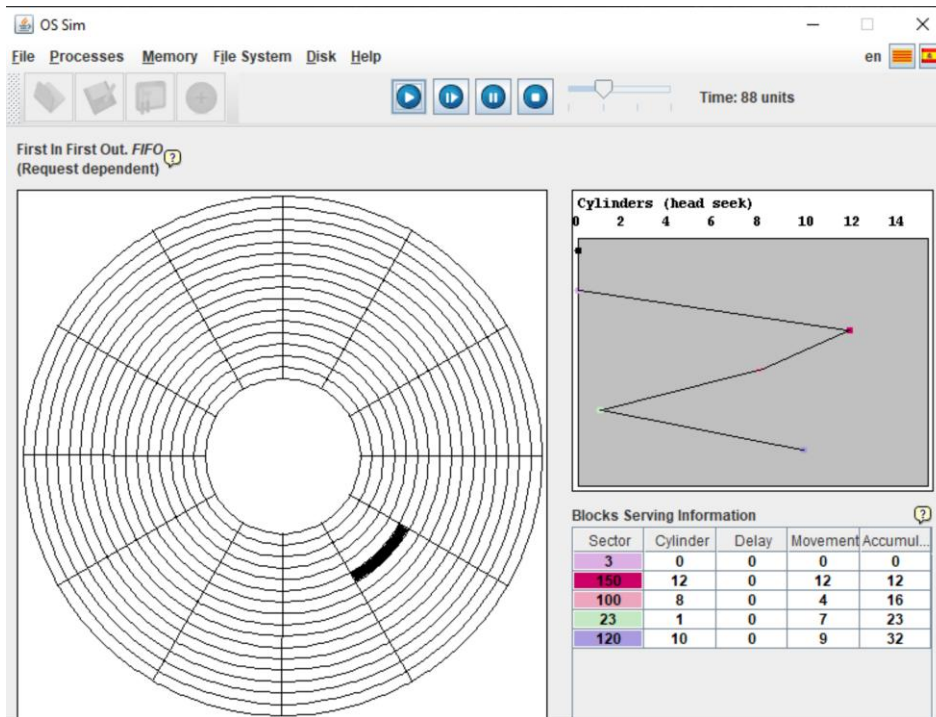 OS Sim
File Processes Memory File System Disk Help en
Time: 88 units
First In First Out. FIFO ?
(Request dependent)
Cylinders (head seek)
0 2 4 6 8 10 12 14
Blocks Serving Information ?
Sector Cylinder Delay Movement Accumul...
3 0 0 0 0
150 12 0 12 12
100 8 0 4 16
23 1 0 7 23
120 10 0 9 32